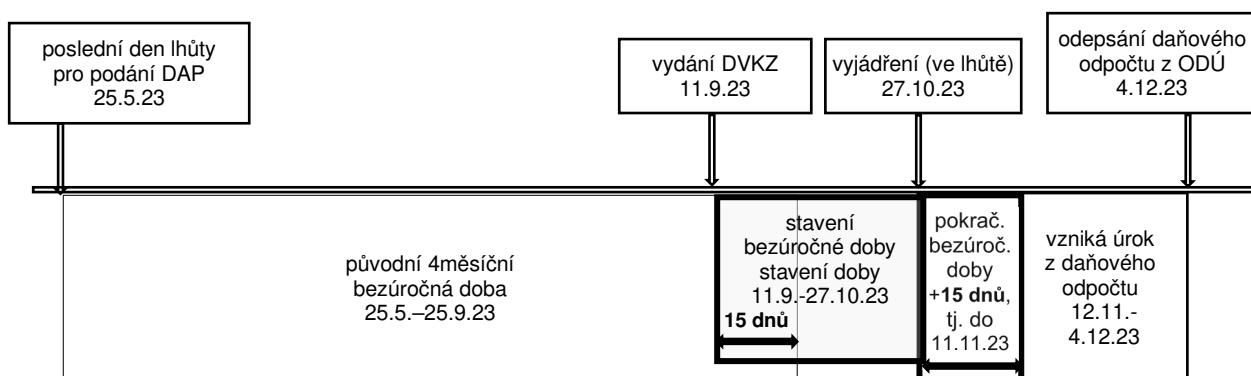 poslední den lhůty
pro podání DAP
25.5.23
vydání DVKZ
11.9.23
vyjádření (ve lhůtě)
27.10.23
odepsání daňového
odpočtu z ODÚ
4.12.23
původní 4měsíční
bezúročná doba
25.5.–25.9.23
stavení
bezúročné doby
stavení doby
11.9.-27.10.23
15 dnů
pokrač.
bezúroč.
doby
+15 dnů,
tj. do
11.11.23
vzniká úrok
z daňového
odpočtu
12.11.-
4.12.23